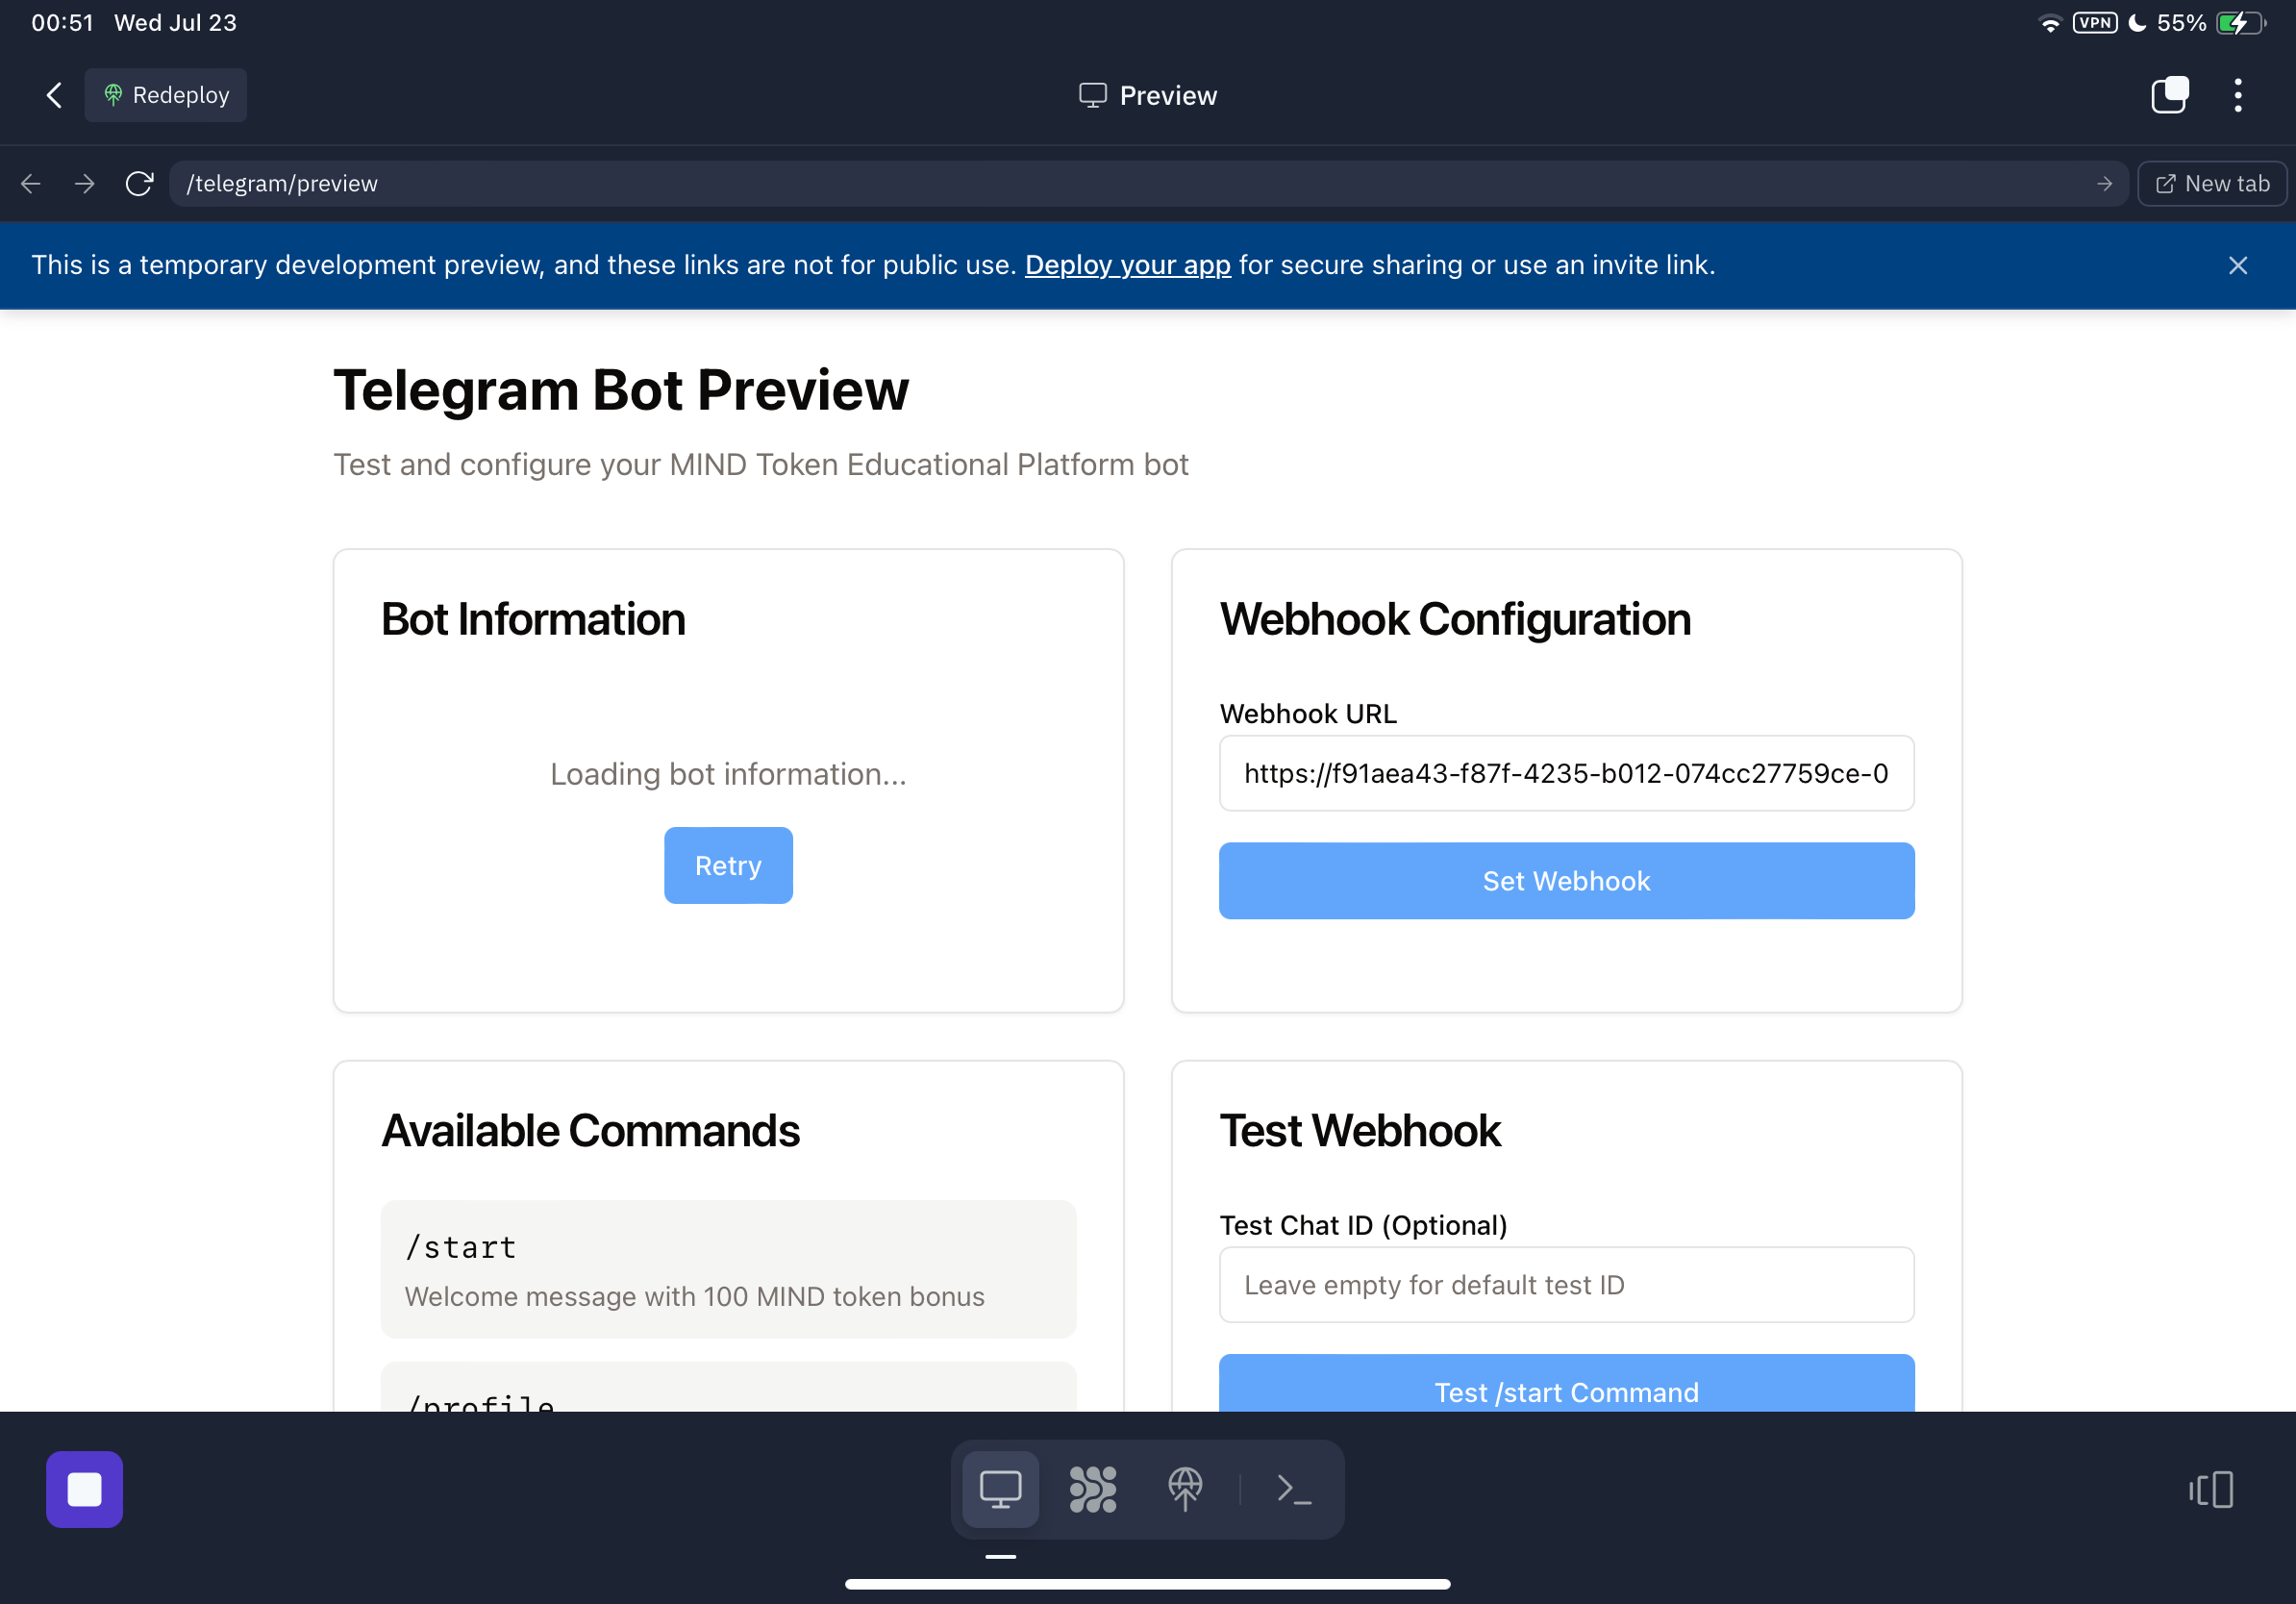 00:51 Wed Jul 23
VPN 55%
Redeploy
Preview
/telegram/preview
New tab
This is a temporary development preview, and these links are not for public use. Deploy your app for secure sharing or use an invite link.
Telegram Bot Preview
Test and configure your MIND Token Educational Platform bot
Bot Information
Loading bot information...
Retry
Webhook Configuration
Webhook URL
https://f91aea43-f87f-4235-b012-074cc27759ce-0
Set Webhook
Available Commands
/start
Welcome message with 100 MIND token bonus
/profile
Test Webhook
Test Chat ID (Optional)
Leave empty for default test ID
Test /start Command